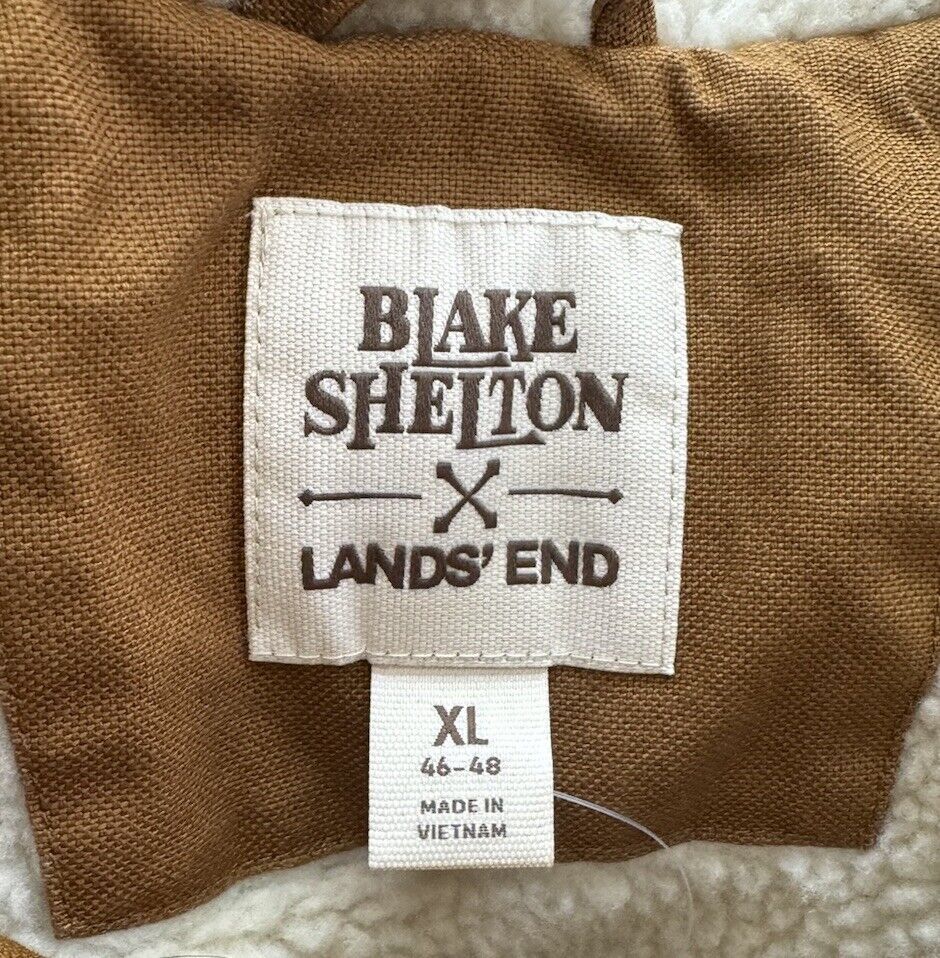 BLAKE
SHELTON
X
LANDS' END
XL
46-48
MADE IN
VIETNAM